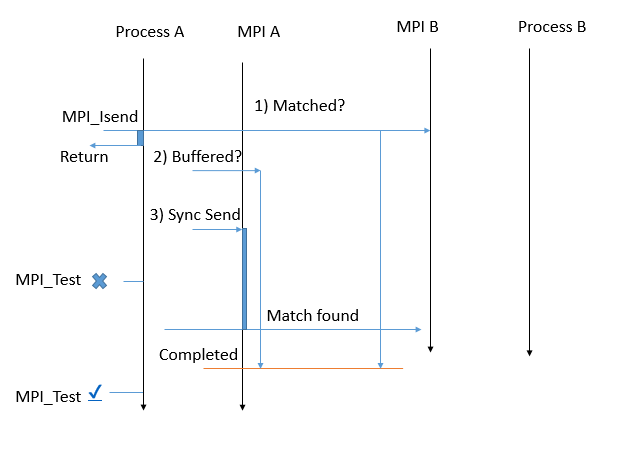 Process A
MPI A
MPI B
Process B
1) Matched?
MPI_Isend
Return
2) Buffered?
3) Sync Send
MPI_Test
Match found
Completed
MPI_Test